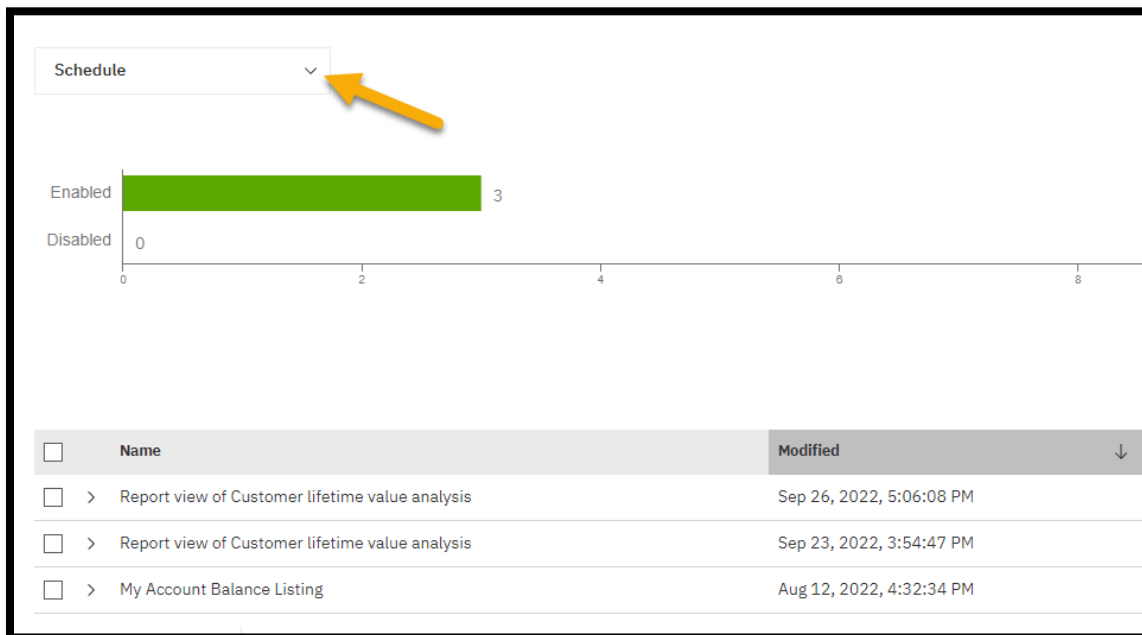 Schedule
Enabled 3
Disabled 0
0 2 4 6 8
Name Modified
Report view of Customer lifetime value analysis Sep 26, 2022, 5:06:08 PM
Report view of Customer lifetime value analysis Sep 23, 2022, 3:54:47 PM
My Account Balance Listing Aug 12, 2022, 4:32:34 PM